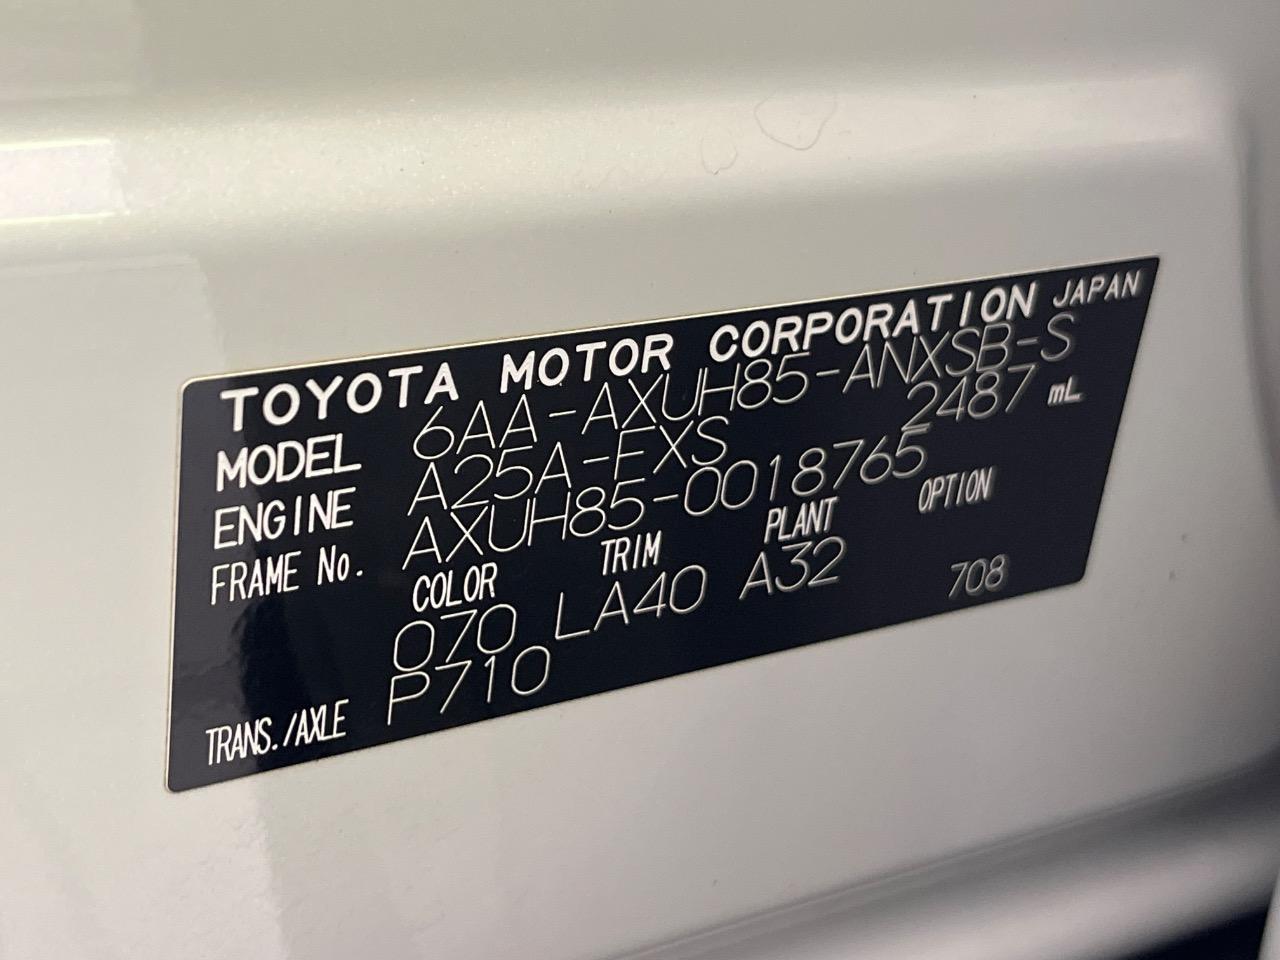 TOYOTA MOTOR CORPORATION JAPAN
MODEL 6AA-AXUH85-ANXSB-S
ENGINE A25A-FXS 2487 mL
FRAME No. AXUH85-0018765
COLOR TRIM PLANT OPTION
070 LA40 A32 708
TRANS./AXLE P710